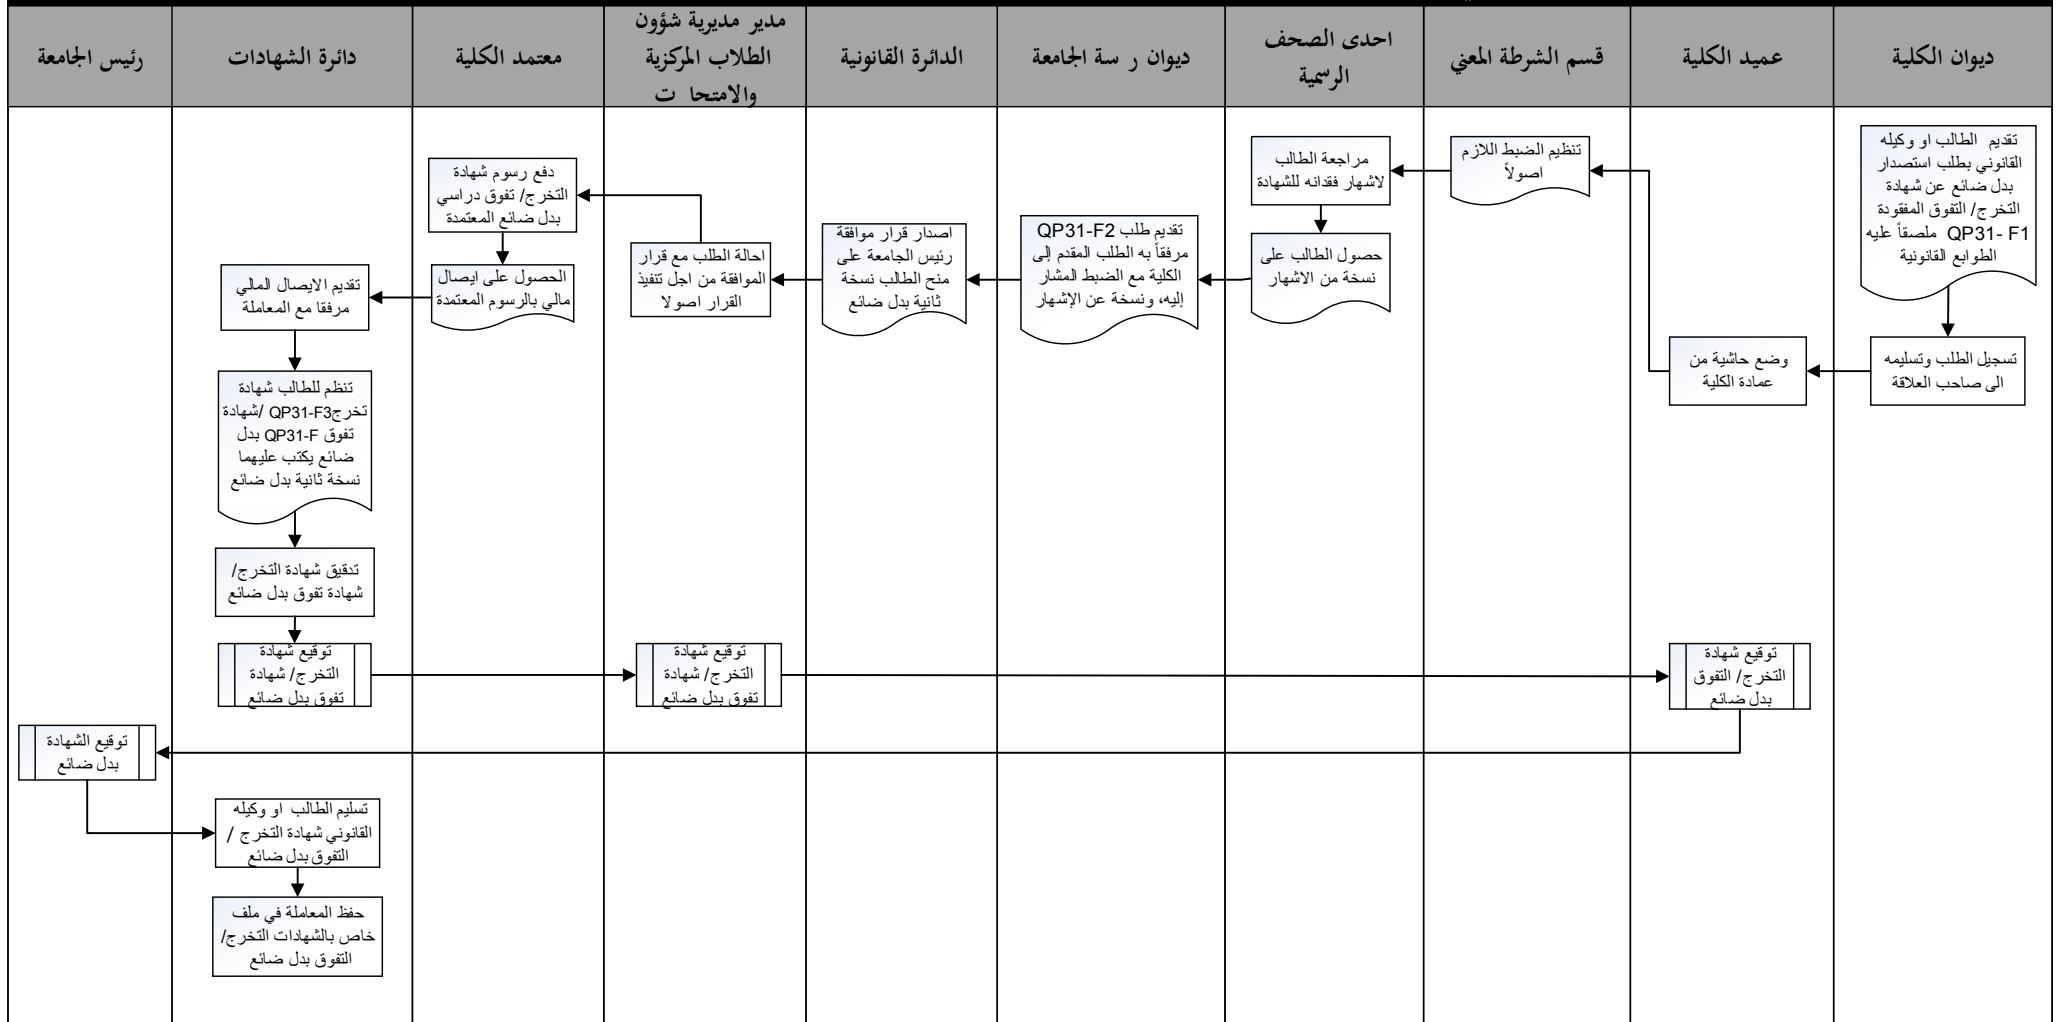 ديوان الكلية
عميد الكلية
قسم الشرطة المعني
احدى الصحف
الرسمية
ديوان ر سة الجامعة
الدائرة القانونية
مدير مديرية شؤون
الطلاب المركزية
والامتحا ت
معتمد الكلية
دائرة الشهادات
رئيس الجامعة
تقديم الطالب او وكيله
القانوني بطلب استصدار
بدل ضائع عن شهادة
التخرج/ التفوق المفقودة
QP31- F1 ملصقاً عليه
الطوابع القانونية
تسجيل الطلب وتسليمه
الى صاحب العلاقة
وضع حاشية من
عمادة الكلية
تنظيم الضبط اللازم
اصولاً
مراجعة الطالب
لاشهار فقدانه للشهادة
حصول الطالب على
نسخة من الاشهار
تقديم طلب QP31-F2
مرفقاً به الطلب المقدم إلى
الكلية مع الضبط المشار
إليه، ونسخة عن الإشهار
اصدار قرار موافقة
رئيس الجامعة على
منح الطالب نسخة
ثانية بدل ضائع
احالة الطلب مع قرار
الموافقة من اجل تنفيذ
القرار اصولا
دفع رسوم شهادة
التخرج/ تفوق دراسي
بدل ضائع المعتمدة
الحصول على ايصال
مالي بالرسوم المعتمدة
تقديم الايصال المالي
مرفقا مع المعاملة
تنظم للطالب شهادة
تخرجQP31-F3 /شهادة
تفوق QP31-F بدل
ضائع يكتب عليهما
نسخة ثانية بدل ضائع
تدقيق شهادة التخرج/
شهادة تفوق بدل ضائع
توقيع شهادة
التخرج/ شهادة
تفوق بدل ضائع
توقيع شهادة
التخرج/ شهادة
تفوق بدل ضائع
توقيع شهادة
التخرج/ التفوق
بدل ضائع
توقيع الشهادة
بدل ضائع
تسليم الطالب او وكيله
القانوني شهادة التخرج /
التفوق بدل ضائع
حفظ المعاملة في ملف
خاص بالشهادات التخرج/
التفوق بدل ضائع